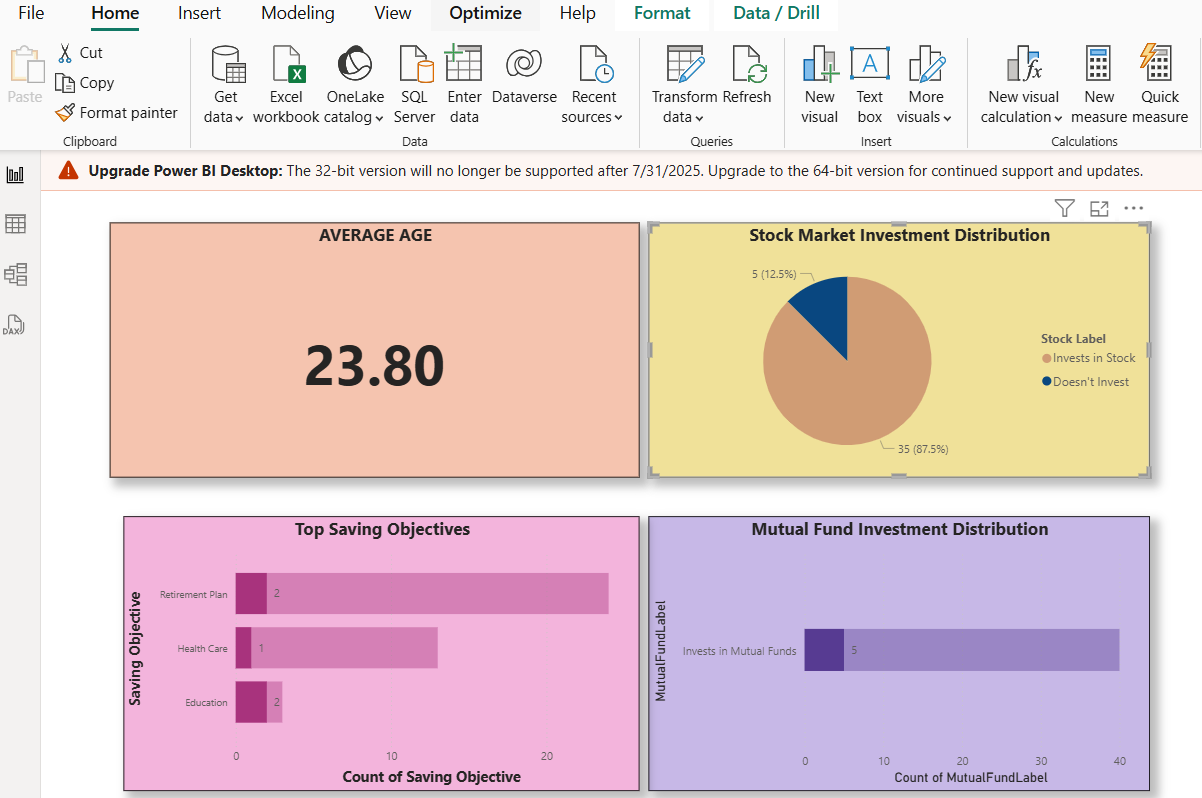 File Home Insert Modeling View Optimize Help Format Data / Drill
Paste
Cut
Copy
Format painter
Clipboard
Get data
Excel workbook
OneLake catalog
SQL Server
Enter data
Dataverse
Recent sources
Data
Transform data
Refresh
Queries
New visual
Text box
More visuals
Insert
New visual calculation
New measure
Quick measure
Calculations
Upgrade Power BI Desktop: The 32-bit version will no longer be supported after 7/31/2025. Upgrade to the 64-bit version for continued support and updates.
DAX
AVERAGE AGE
23.80
Stock Market Investment Distribution
5 (12.5%)
35 (87.5%)
Stock Label
Invests in Stock
Doesn't Invest
Top Saving Objectives
Saving Objective
Retirement Plan 2
Health Care 1
Education 2
0 10 20
Count of Saving Objective
Mutual Fund Investment Distribution
MutualFundLabel
Invests in Mutual Funds 5
0 10 20 30 40
Count of MutualFundLabel